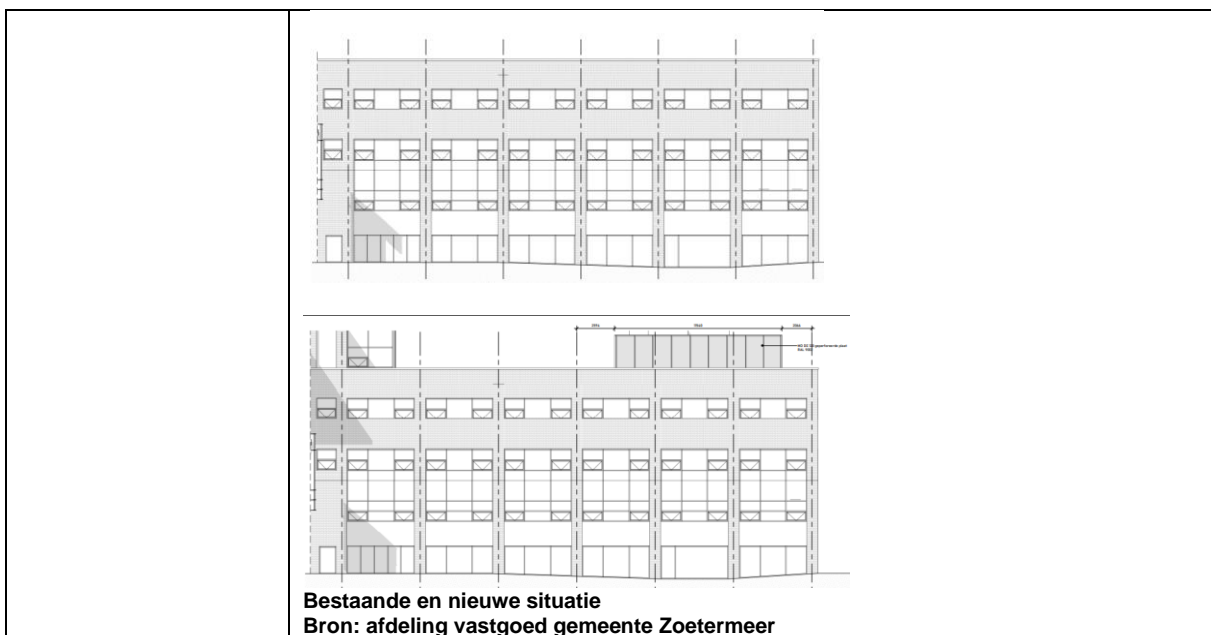 Bestaande en nieuwe situatie
Bron: afdeling vastgoed gemeente Zoetermeer